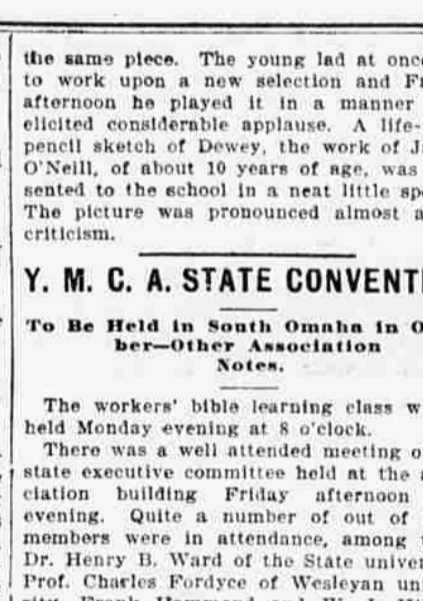 the same piece. The young lad at once
to work upon a new selection and Fr
afternoon he played it in a manner
elicited considerable applause. A life-
pencil sketch of Dewey, the work of J
O'Neill, of about 10 years of age, was
sented to the school in a neat little spe
The picture was pronounced almost a
criticism.
Y. M. C. A. STATE CONVENTI
To Be Held in South Omaha in O
ber—Other Association
Notes.
The workers' bible learning class w
held Monday evening at 8 o'clock.
There was a well attended meeting o
state executive committee held at the a
ciation building Friday afternoon
evening. Quite a number of out of
members were in attendance, among
Dr. Henry B. Ward of the State univer
Prof. Charles Fordyce of Wesleyan uni